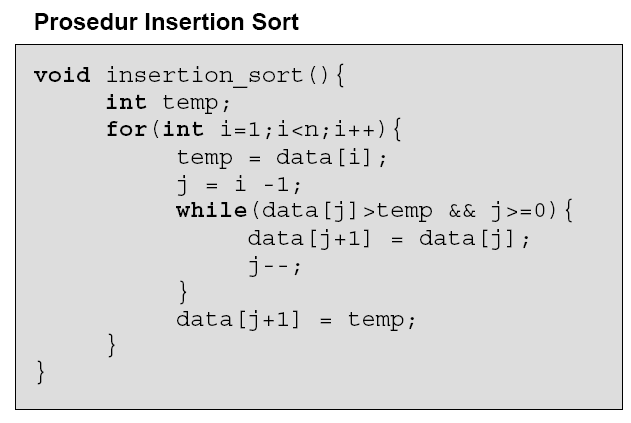 Prosedur Insertion Sort
void insertion_sort(){
int temp;
for(int i=1;i<n;i++){
temp = data[i];
j = i -1;
while(data[j]>temp && j>=0){
data[j+1] = data[j];
j--;
}
data[j+1] = temp;
}
}